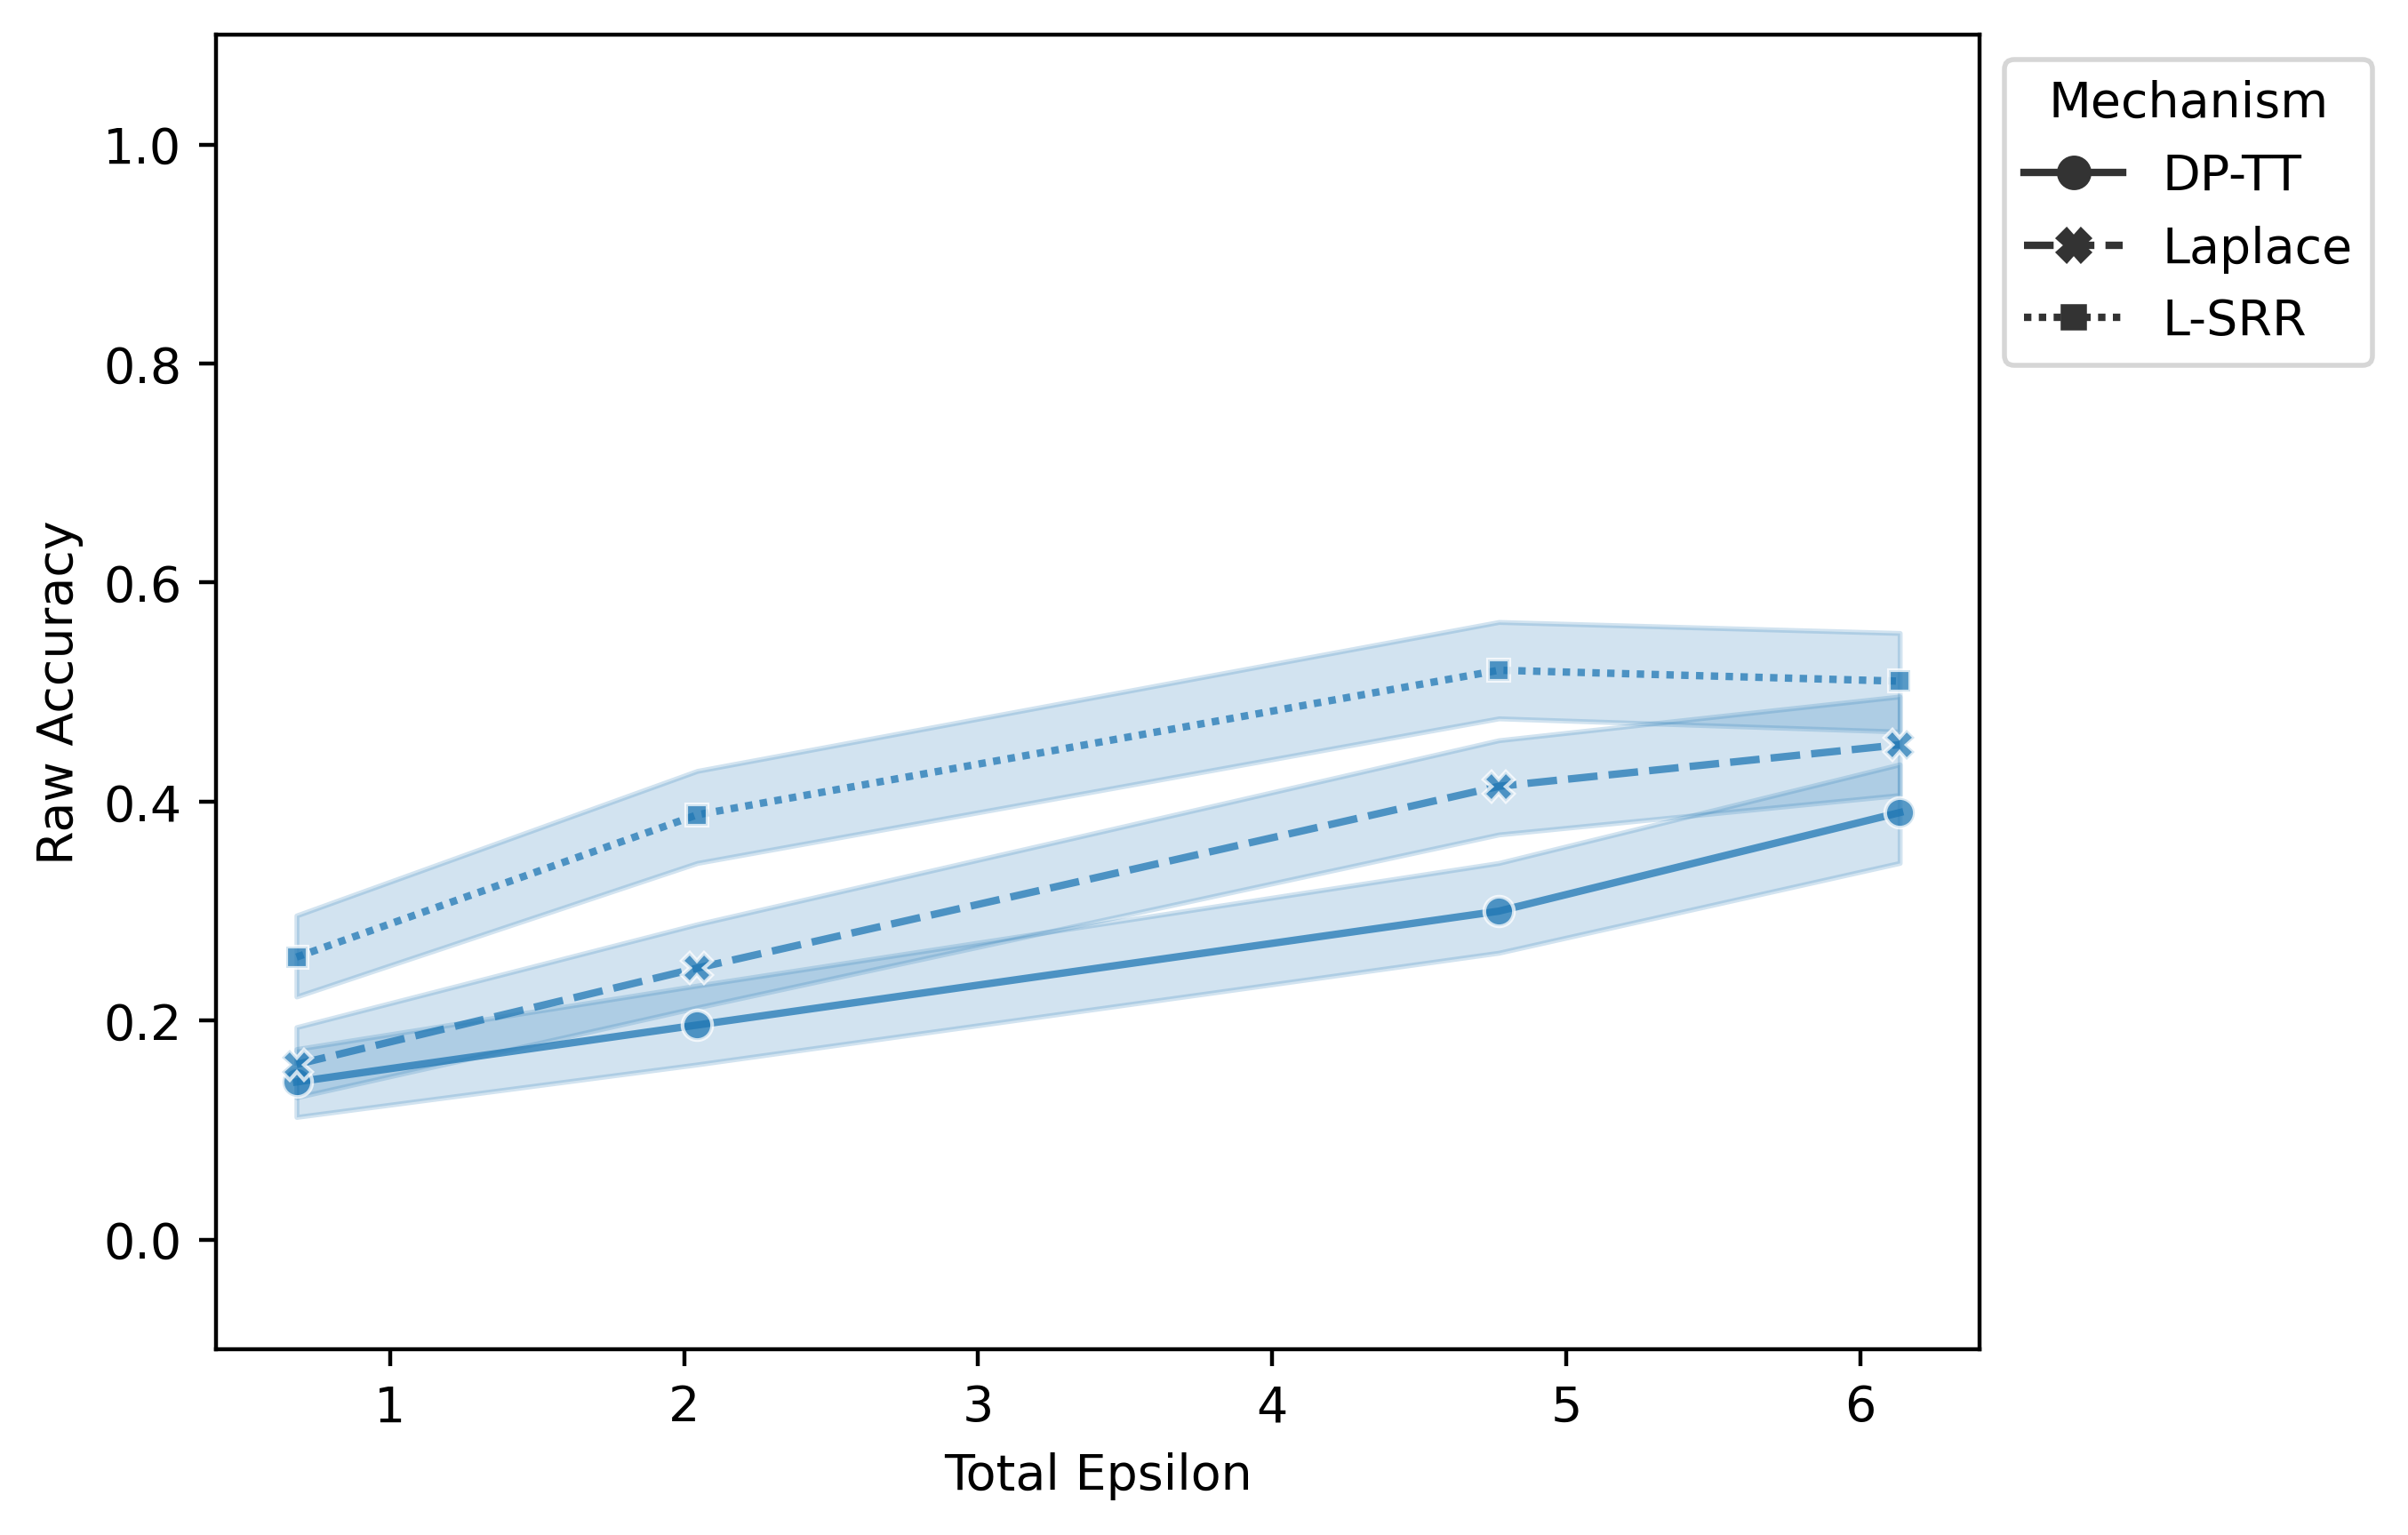 Mechanism
DP-TT
Laplace
L-SRR
Raw Accuracy
1.0
0.8
0.6
0.4
0.2
0.0
1 2 3 4 5 6
Total Epsilon